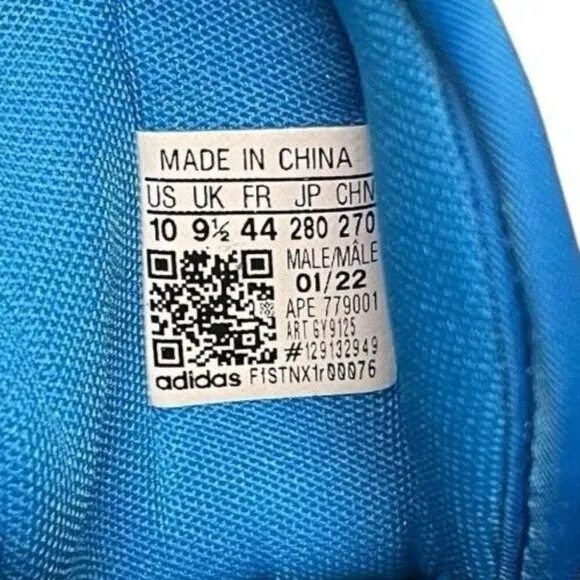 MADE IN CHINA
US UK FR JP CHN
10 9½ 44 280 270
MALE/MÂLE
01/22
APE 779001
ART GY9125
#129132949
adidas F1STNX1r00076